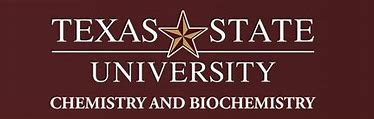 TEXAS STATE
UNIVERSITY
CHEMISTRY AND BIOCHEMISTRY